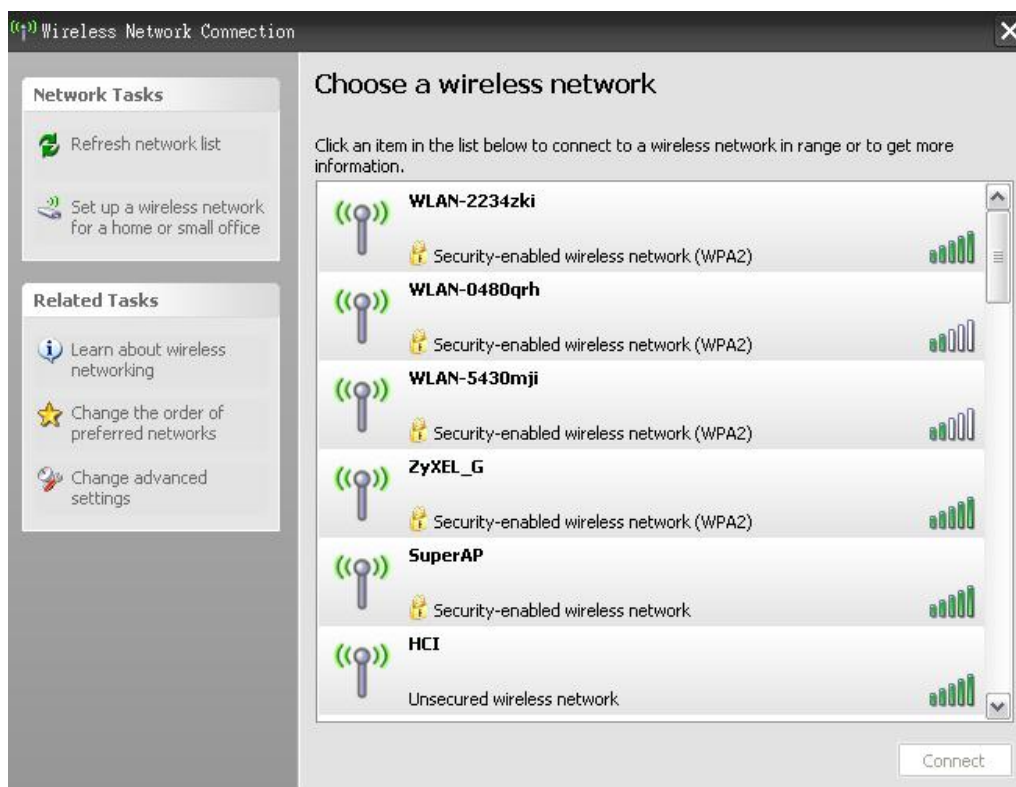 Wireless Network Connection
Network Tasks
Refresh network list
Set up a wireless network
for a home or small office
Related Tasks
Learn about wireless
networking
Change the order of
preferred networks
Change advanced
settings
Choose a wireless network
Click an item in the list below to connect to a wireless network in range or to get more
information.
WLAN-2234zki
Security-enabled wireless network (WPA2)
WLAN-0480qrh
Security-enabled wireless network (WPA2)
WLAN-5430mji
Security-enabled wireless network (WPA2)
ZyXEL_G
Security-enabled wireless network (WPA2)
SuperAP
Security-enabled wireless network
HCI
Unsecured wireless network
Connect